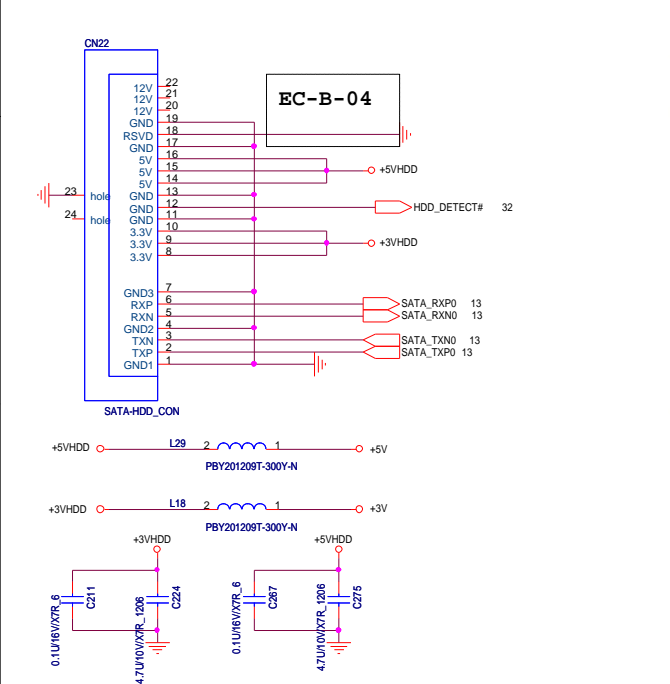 CN22
EC-B-04
12V 22
12V 21
12V 20
GND 19
RSVD 18
GND 17
5V 16
5V 15 +5VHDD
5V 14
23 hole GND 13
GND 12 HDD_DETECT# 32
24 hole GND 11
3.3V 10
3.3V 9 +3VHDD
3.3V 8
GND3 7
RXP 6 SATA_RXP0 13
RXN 5 SATA_RXN0 13
GND2 4
TXN 3 SATA_TXN0 13
TXP 2 SATA_TXP0 13
GND1 1
SATA-HDD_CON
+5VHDD L29 2 1 +5V
PBY201209T-300Y-N
+3VHDD L18 2 1 +3V
PBY201209T-300Y-N
+3VHDD
+5VHDD
C211
0.1U/16V/X7R_6
C224
4.7U/10V/X7R_1206
C267
0.1U/16V/X7R_6
C275
4.7U/10V/X7R_1206